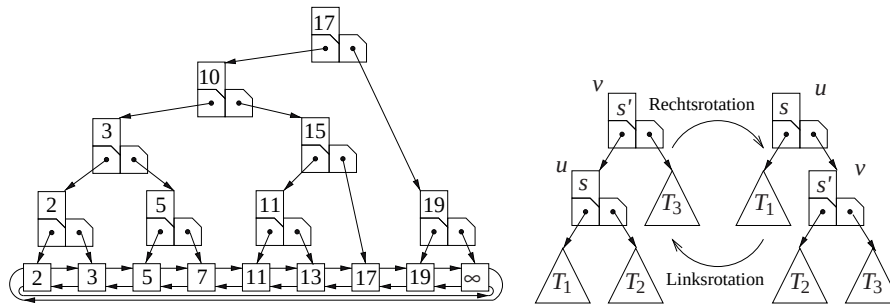 17
10
3 15
2 5 11 19
2 3 5 7 11 13 17 19 ∞
v u
s' Rechtsrotation s
u v
s T₃ T₁ s'
T₁ T₂ Linksrotation T₂ T₃